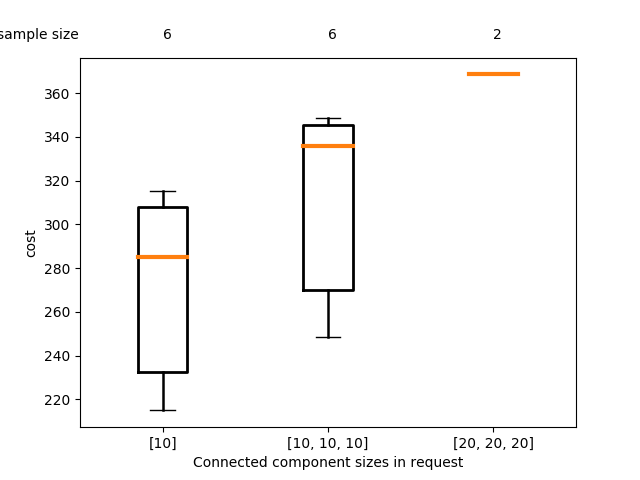 sample size 6 6 2
360
340
320
300
280
260
240
220
cost
[10] [10, 10, 10] [20, 20, 20]
Connected component sizes in request